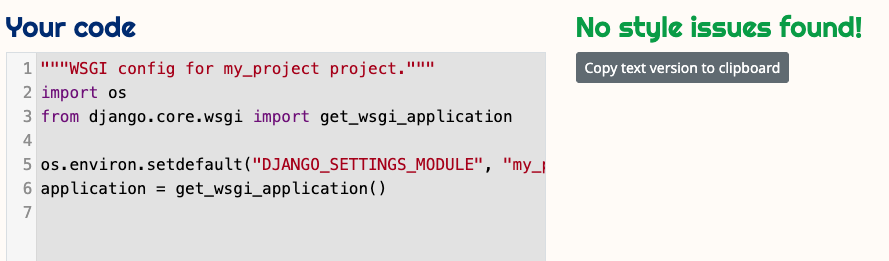 Your code
No style issues found!
Copy text version to clipboard
1 """WSGI config for my_project project."""
2 import os
3 from django.core.wsgi import get_wsgi_application
4
5 os.environ.setdefault("DJANGO_SETTINGS_MODULE", "my_
6 application = get_wsgi_application()
7